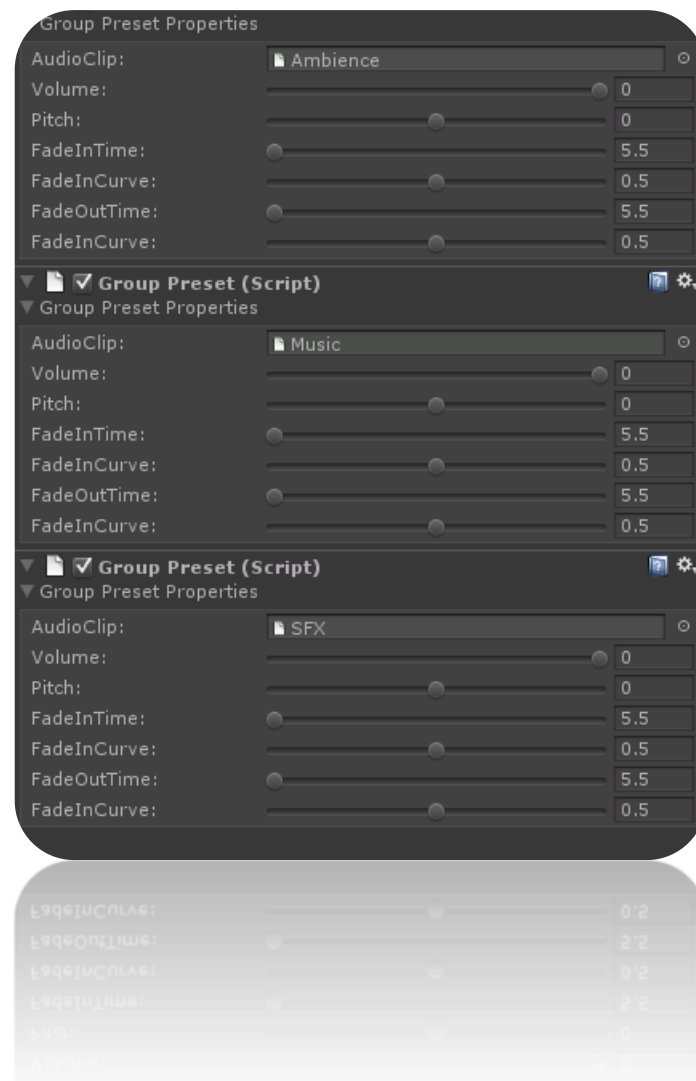 Group Preset Properties
AudioClip: Ambience
Volume: 0
Pitch: 0
FadeInTime: 5.5
FadeInCurve: 0.5
FadeOutTime: 5.5
FadeInCurve: 0.5
Group Preset (Script)
Group Preset Properties
AudioClip: Music
Volume: 0
Pitch: 0
FadeInTime: 5.5
FadeInCurve: 0.5
FadeOutTime: 5.5
FadeInCurve: 0.5
Group Preset (Script)
Group Preset Properties
AudioClip: SFX
Volume: 0
Pitch: 0
FadeInTime: 5.5
FadeInCurve: 0.5
FadeOutTime: 5.5
FadeInCurve: 0.5